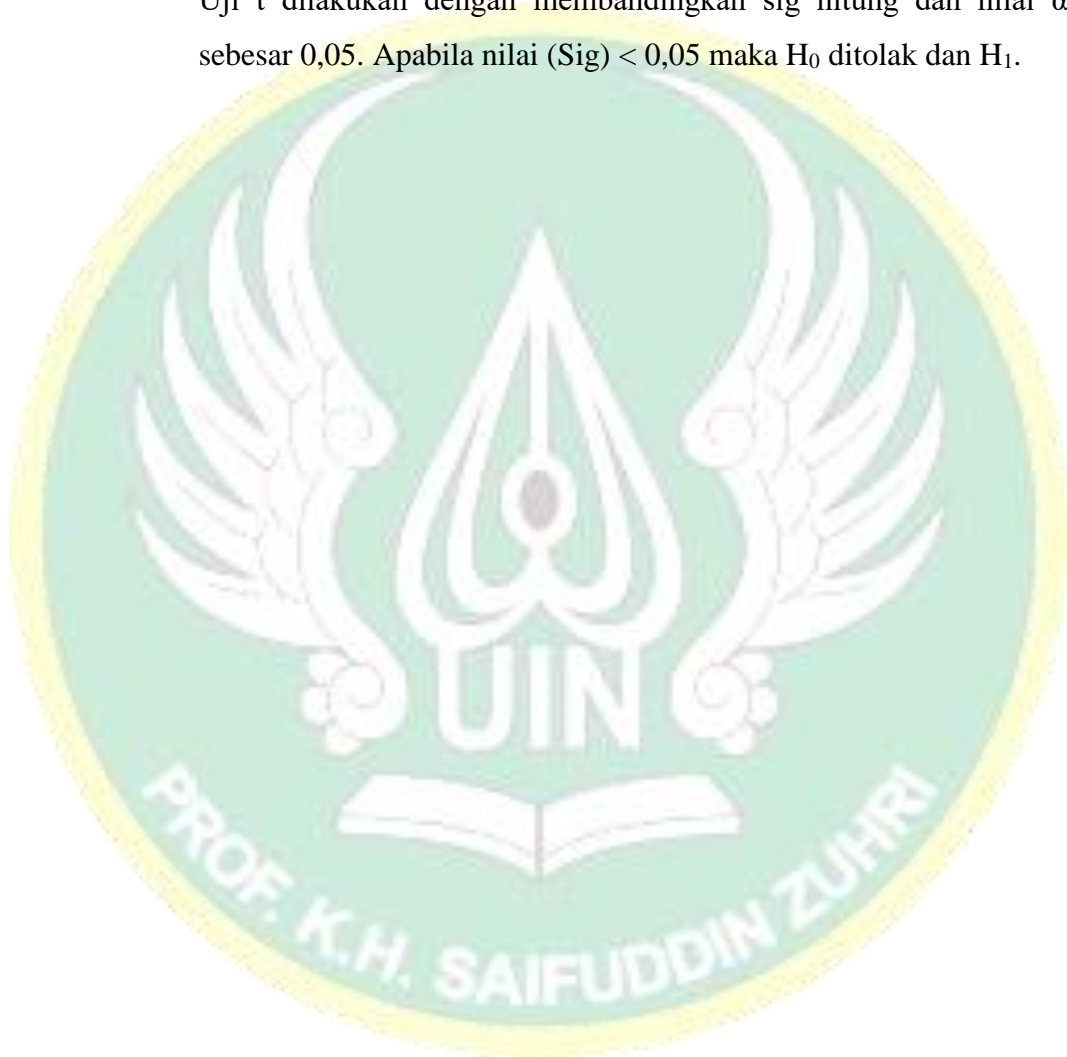 Uji t dilakukan dengan membandingkan sig hitung dan nilai α
sebesar 0,05. Apabila nilai (Sig) < 0,05 maka H₀ ditolak dan H₁.
UIN
PROF. K.H. SAIFUDDIN ZUHRI